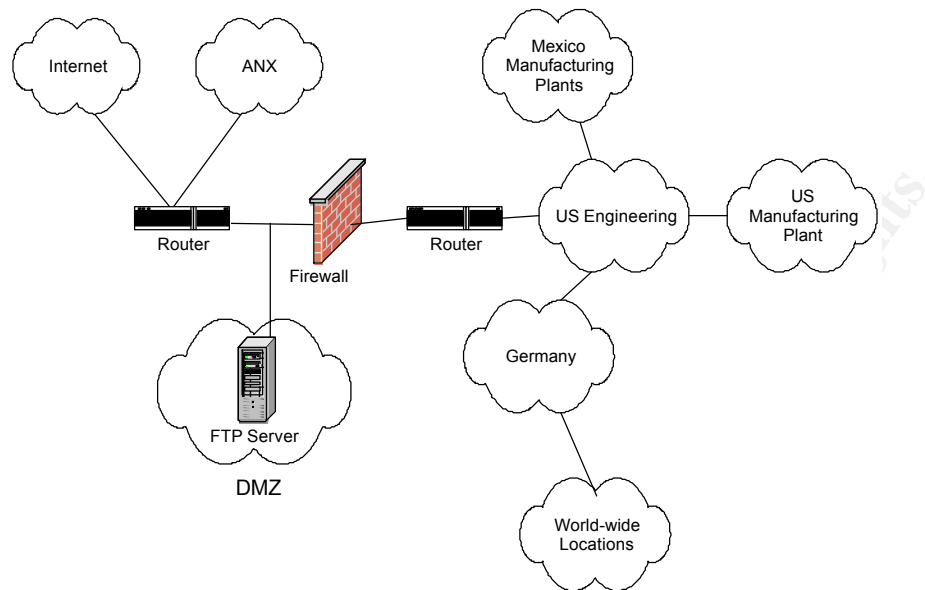 Internet
ANX
Mexico
Manufacturing
Plants
US Engineering
US
Manufacturing
Plant
Router
Firewall
Router
Germany
FTP Server
DMZ
World-wide
Locations